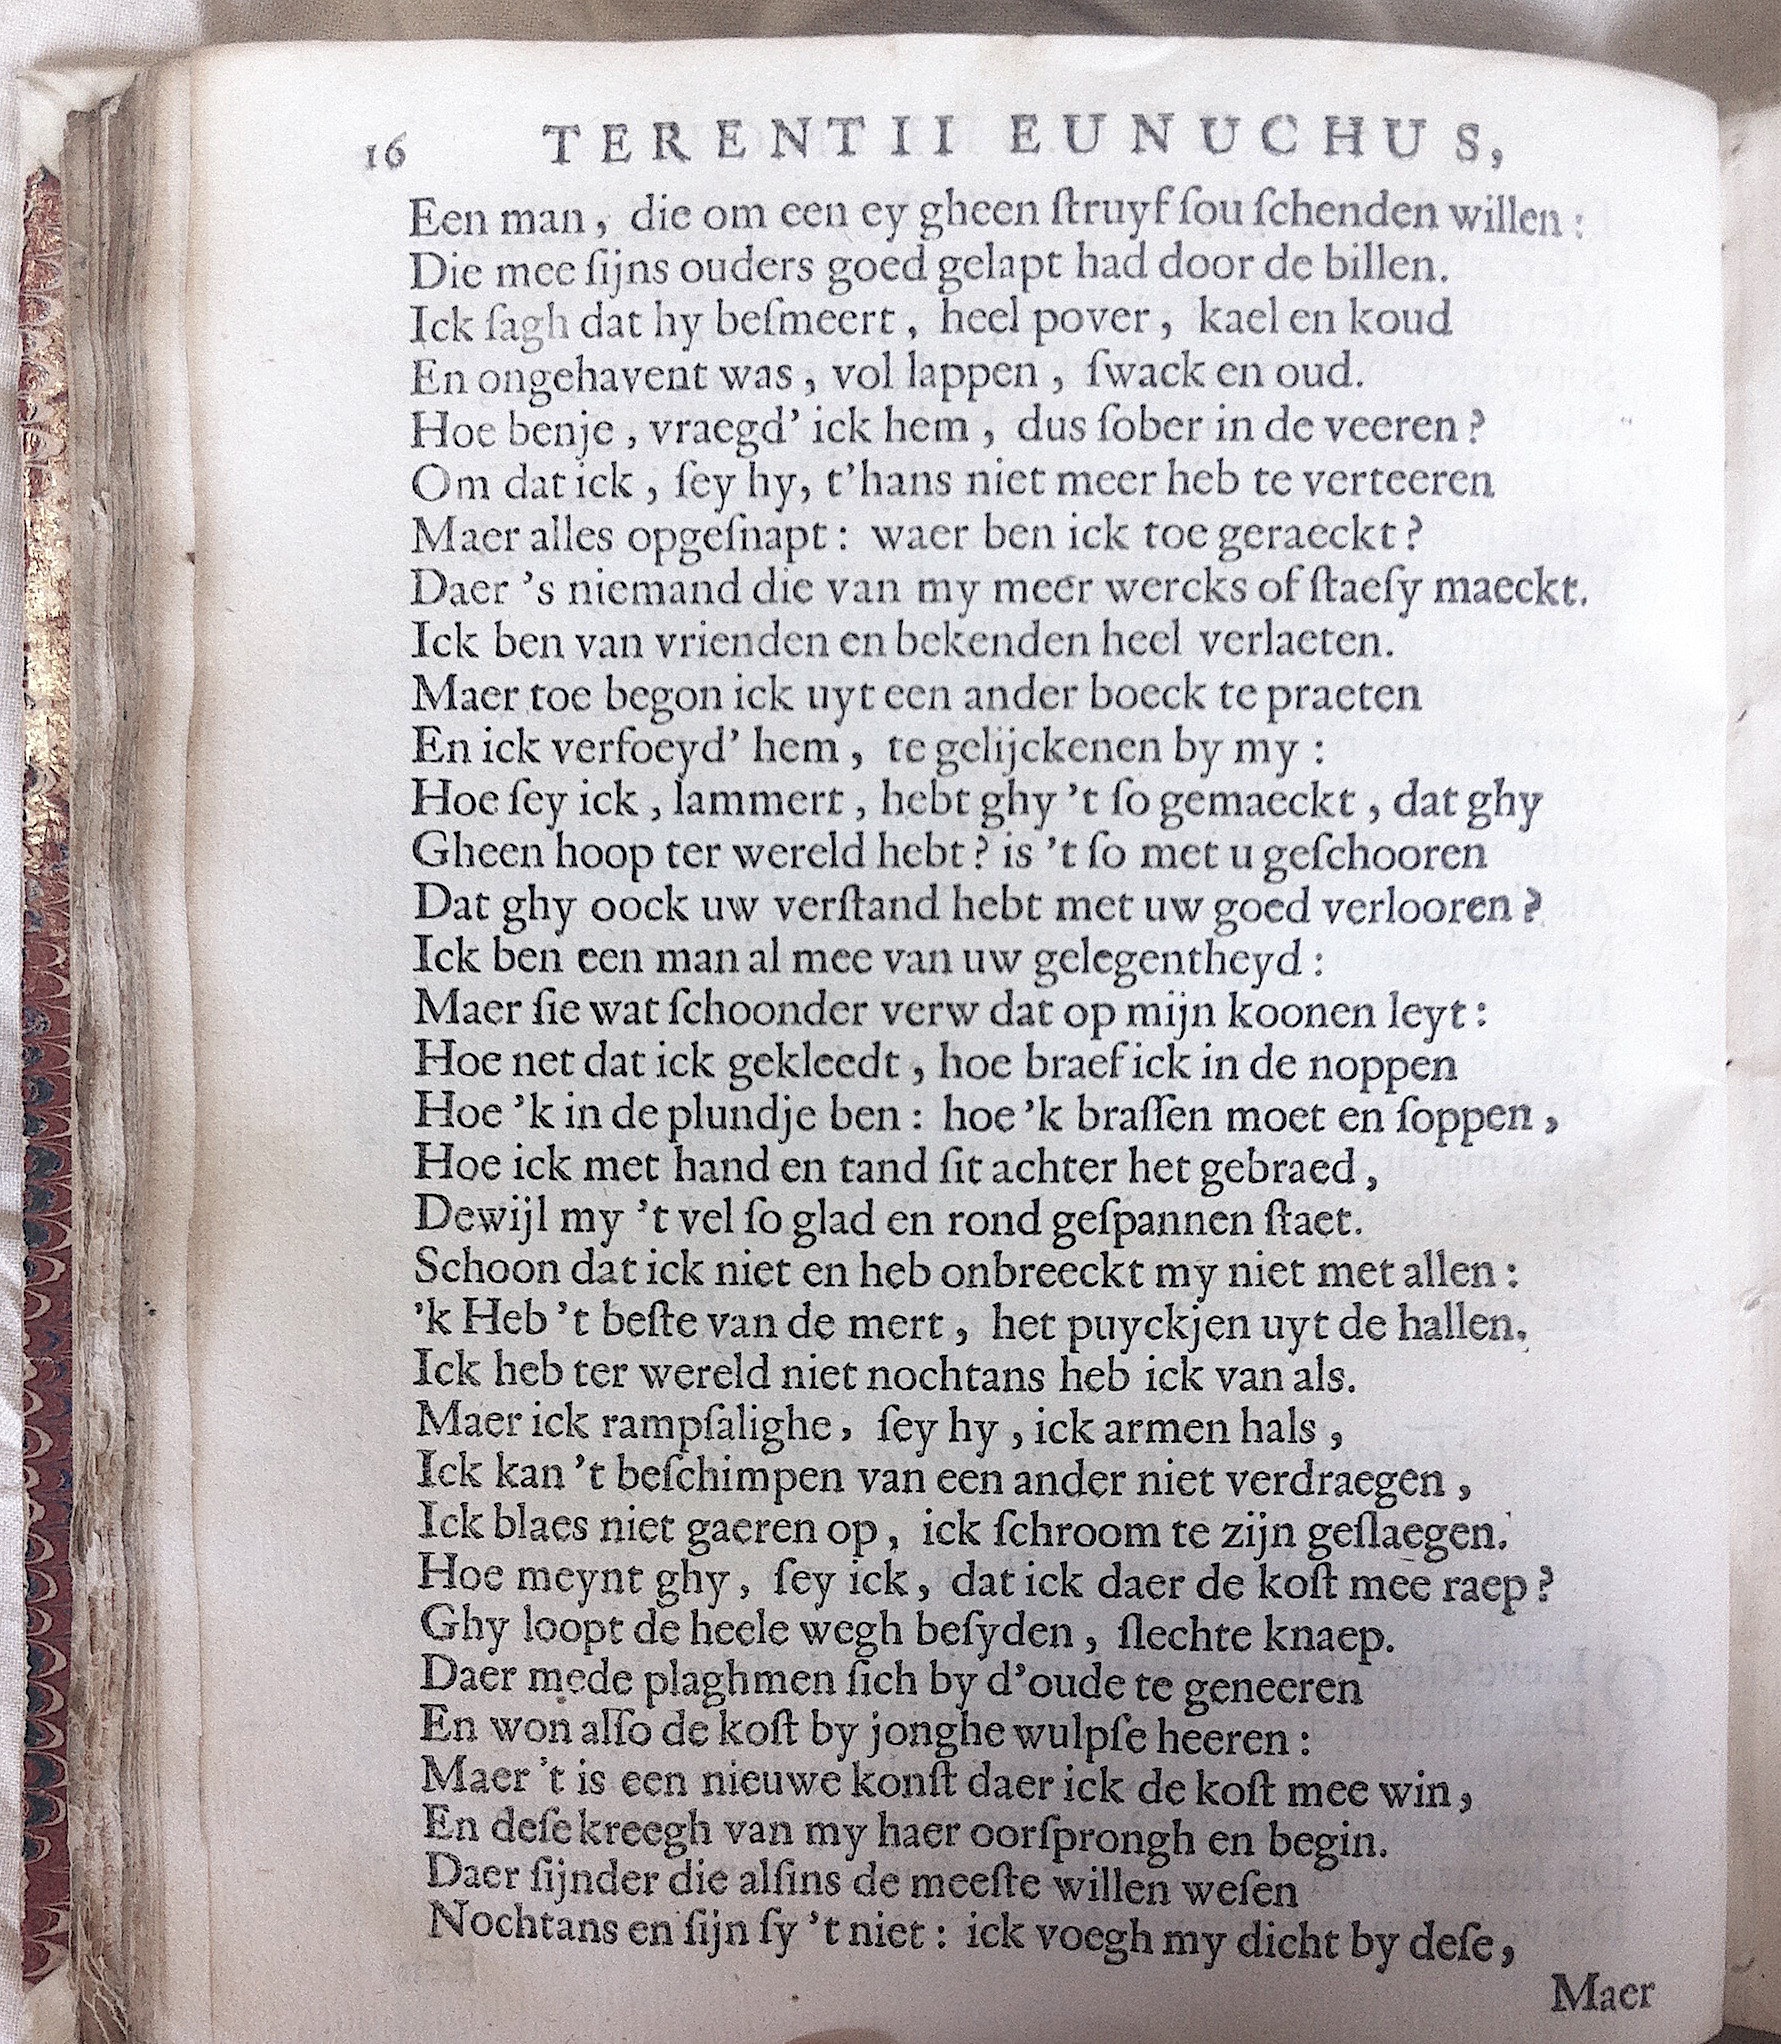 16 TERENTII EUNUCHUS,
Een man, die om een ey gheen ſtruyf ſou ſchenden willen:
Die mee ſijns ouders goed gelapt had door de billen.
Ick ſagh dat hy beſmeert, heel pover, kael en koud
En ongehavent was, vol lappen, ſwack en oud.
Hoe benje, vraegd' ick hem, dus ſober in de veeren?
Om dat ick, ſey hy, t'hans niet meer heb te verteeren
Maer alles opgeſnapt: waer ben ick toe geraeckt?
Daer 's niemand die van my meer wercks of ſtaeſy maeckt.
Ick ben van vrienden en bekenden heel verlaeten.
Maer toe begon ick uyt een ander boeck te praeten
En ick verfoeyd' hem, te gelijckenen by my:
Hoe ſey ick, lammert, hebt ghy 't ſo gemaeckt, dat ghy
Gheen hoop ter wereld hebt? is 't ſo met u geſchooren
Dat ghy oock uw verſtand hebt met uw goed verlooren?
Ick ben een man al mee van uw gelegentheyd:
Maer ſie wat ſchoonder verw dat op mijn koonen leyt:
Hoe net dat ick gekleedt, hoe braef ick in de noppen
Hoe 'k in de plundje ben: hoe 'k braſſen moet en ſoppen,
Hoe ick met hand en tand ſit achter het gebraed,
Dewijl my 't vel ſo glad en rond geſpannen ſtaet.
Schoon dat ick niet en heb onbreeckt my niet met allen:
'k Heb 't beſte van de mert, het puyckjen uyt de hallen.
Ick heb ter wereld niet nochtans heb ick van als.
Maer ick rampſalighe, ſey hy, ick armen hals,
Ick kan 't beſchimpen van een ander niet verdraegen,
Ick blaes niet gaeren op, ick ſchroom te zijn geſlaegen.
Hoe meynt ghy, ſey ick, dat ick daer de koſt mee raep?
Ghy loopt de heele wegh beſyden, ſlechte knaep.
Daer mede plaghmen ſich by d'oude te geneeren
En won alſo de koſt by jonghe wulpſe heeren:
Maer 't is een nieuwe konſt daer ick de koſt mee win,
En deſe kreegh van my haer oorſprongh en begin.
Daer ſijnder die alſins de meeſte willen weſen
Nochtans en ſijn ſy 't niet: ick voegh my dicht by deſe,
Maer